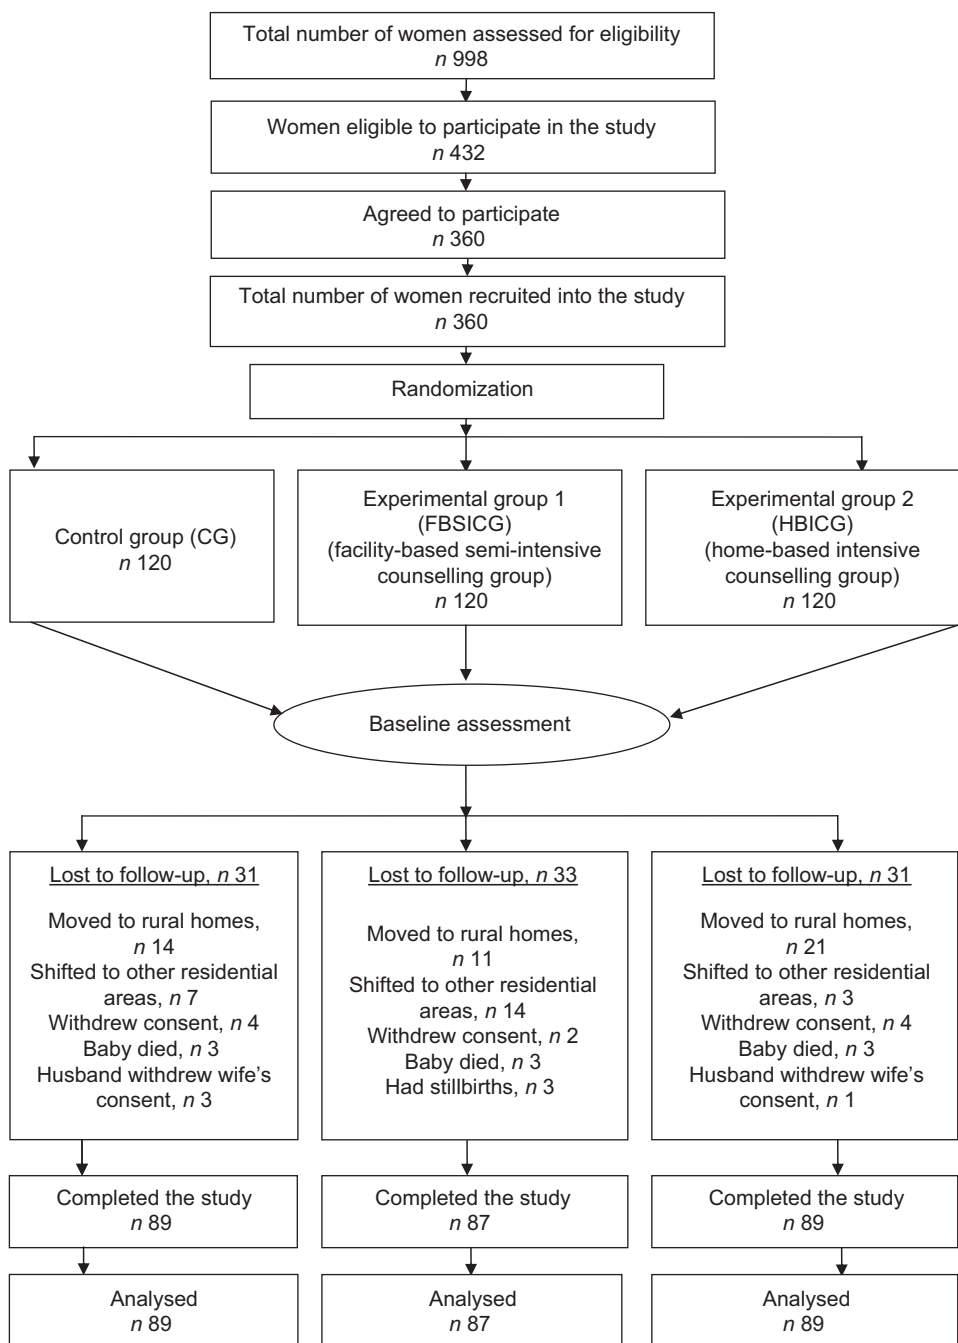 Total number of women assessed for eligibility
n 998
Women eligible to participate in the study
n 432
Agreed to participate
n 360
Total number of women recruited into the study
n 360
Randomization
Control group (CG)
n 120
Experimental group 1
(FBSICG)
(facility-based semi-intensive
counselling group)
n 120
Experimental group 2
(HBICG)
(home-based intensive
counselling group)
n 120
Baseline assessment
Lost to follow-up, n 31
Moved to rural homes,
n 14
Shifted to other residential
areas, n 7
Withdrew consent, n 4
Baby died, n 3
Husband withdrew wife's
consent, n 3
Lost to follow-up, n 33
Moved to rural homes,
n 11
Shifted to other residential
areas, n 14
Withdrew consent, n 2
Baby died, n 3
Had stillbirths, n 3
Lost to follow-up, n 31
Moved to rural homes,
n 21
Shifted to other residential
areas, n 3
Withdrew consent, n 4
Baby died, n 3
Husband withdrew wife's
consent, n 1
Completed the study
n 89
Completed the study
n 87
Completed the study
n 89
Analysed
n 89
Analysed
n 87
Analysed
n 89